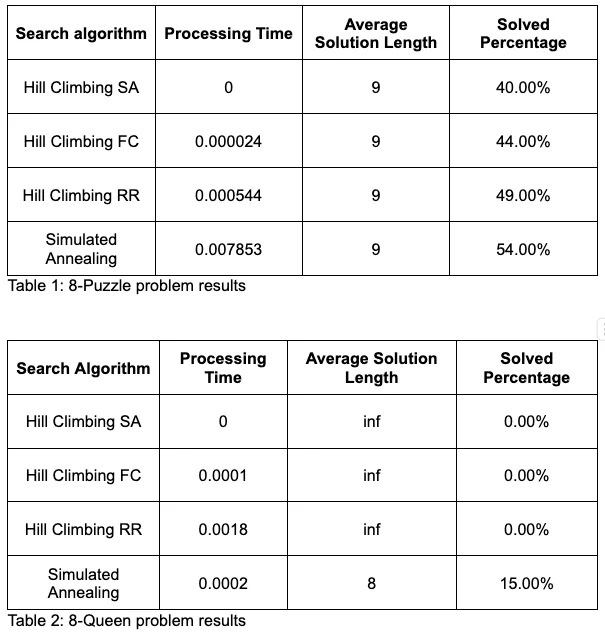 Search algorithm Processing Time Average Solution Length Solved Percentage
Hill Climbing SA 0 9 40.00%
Hill Climbing FC 0.000024 9 44.00%
Hill Climbing RR 0.000544 9 49.00%
Simulated Annealing 0.007853 9 54.00%
Table 1: 8-Puzzle problem results
Search Algorithm Processing Time Average Solution Length Solved Percentage
Hill Climbing SA 0 inf 0.00%
Hill Climbing FC 0.0001 inf 0.00%
Hill Climbing RR 0.0018 inf 0.00%
Simulated Annealing 0.0002 8 15.00%
Table 2: 8-Queen problem results